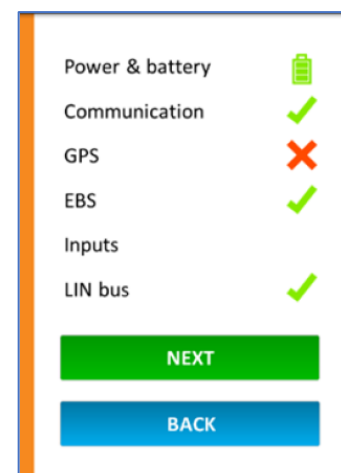 Power & battery
Communication
GPS
EBS
Inputs
LIN bus
NEXT
BACK